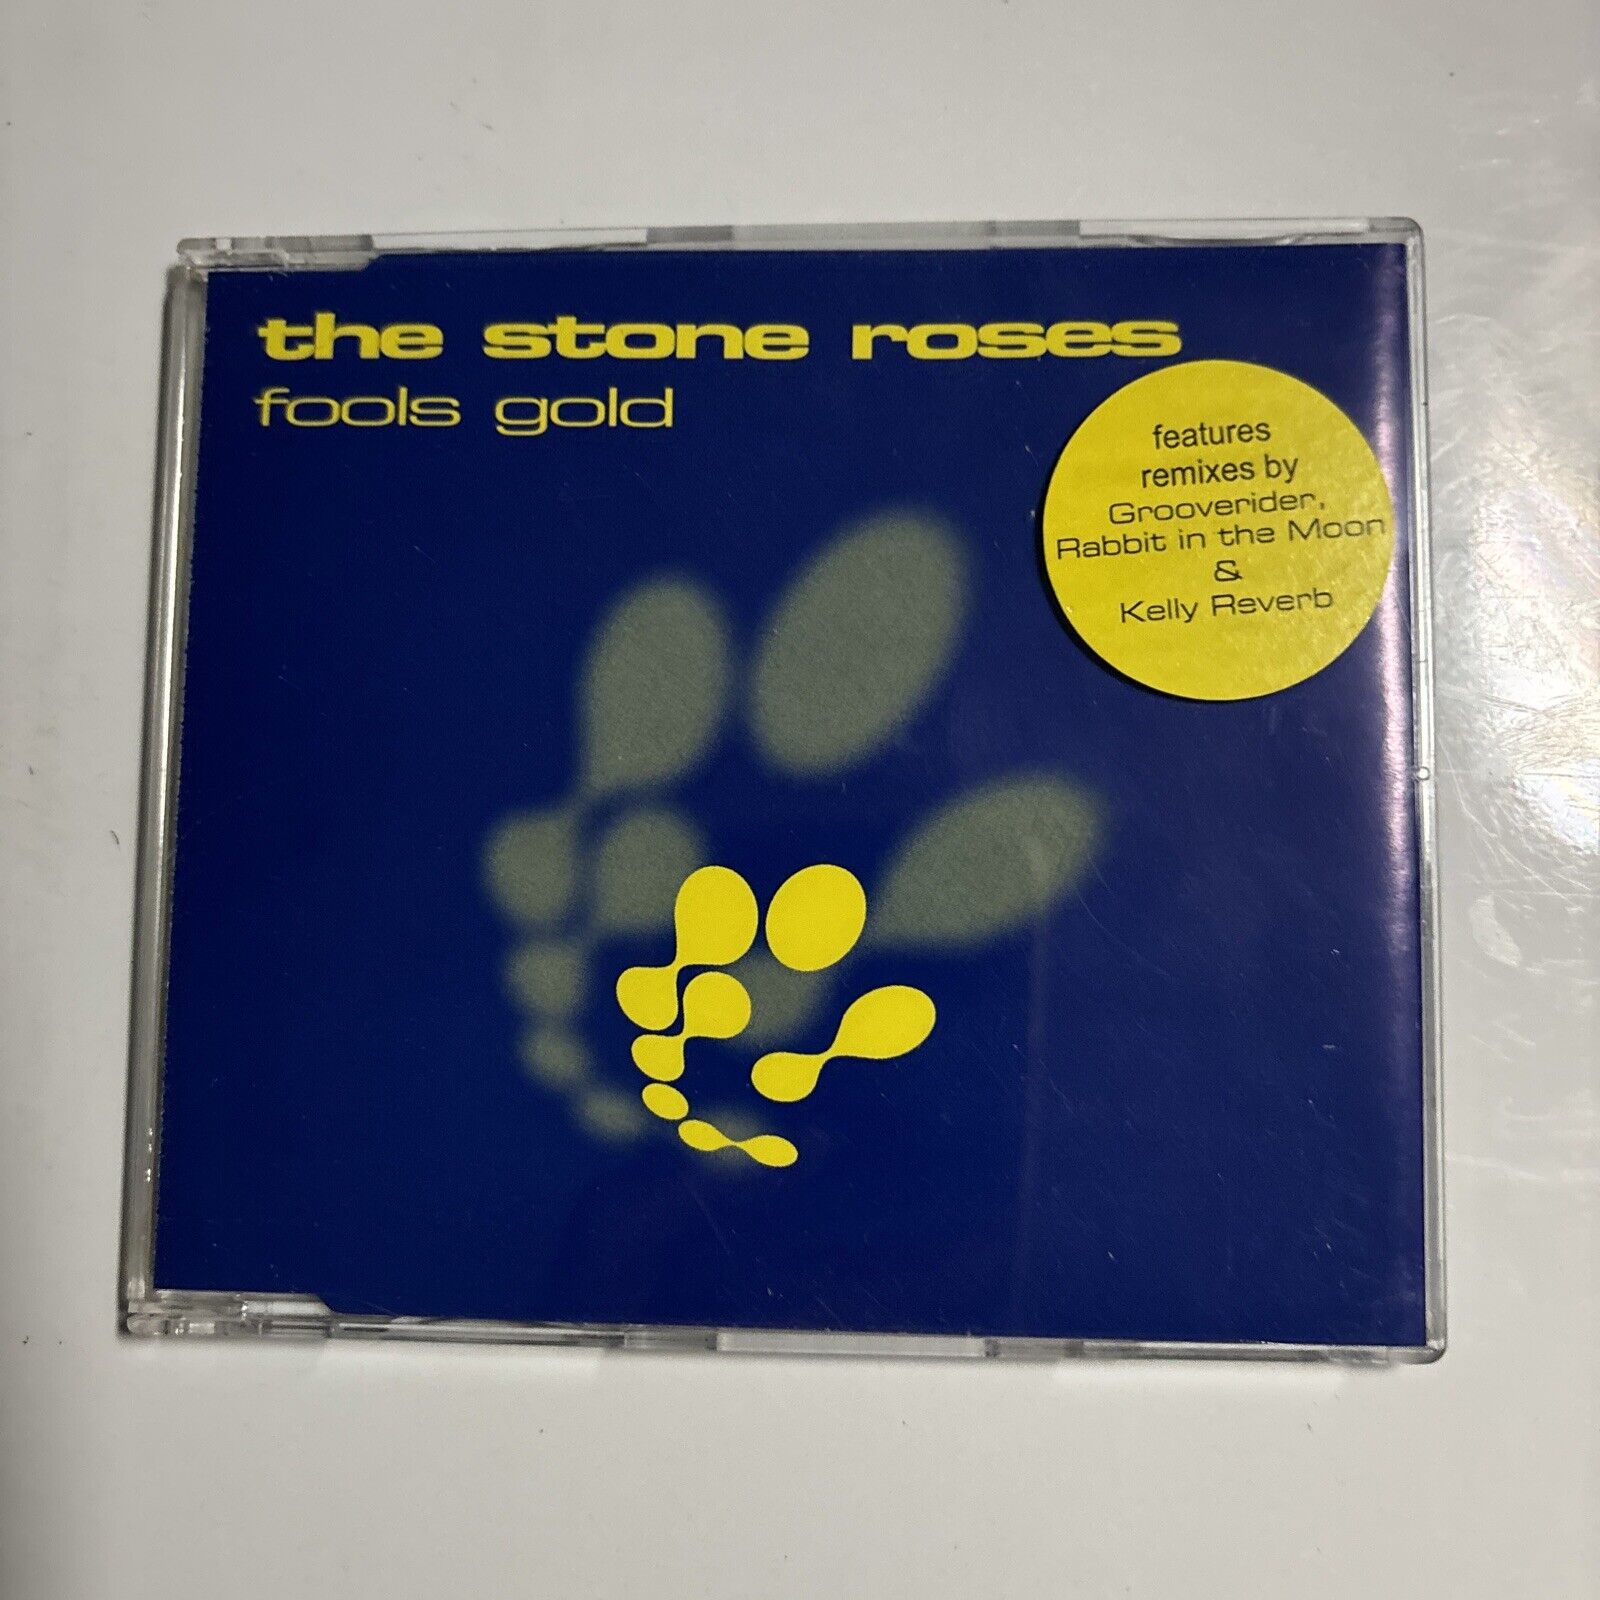 the stone roses
fools gold
features
remixes by
Grooverider,
Rabbit in the Moon
&
Kelly Reverb